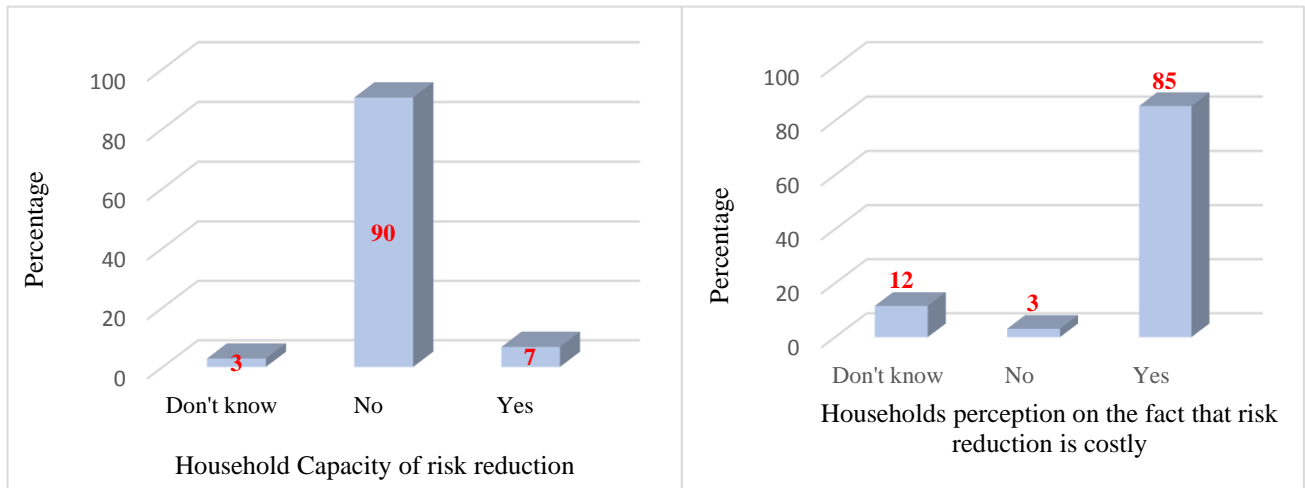 Percentage
100
80
60
40
20
0
3
90
7
Don't know No Yes
Household Capacity of risk reduction
Percentage
100
80
60
40
20
0
12
3
85
Don't know No Yes
Households perception on the fact that risk
reduction is costly